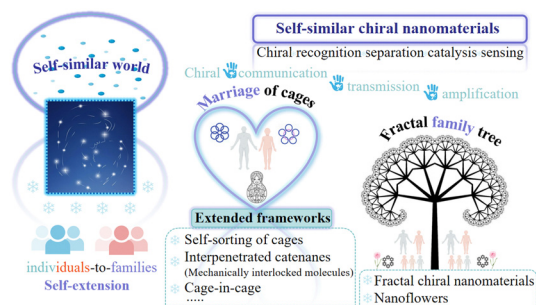 Self-similar chiral nanomaterials
Chiral recognition separation catalysis sensing
Self-similar world
Chiral communication
transmission
amplification
Marriage of cages
Fractal family tree
Extended frameworks
Self-sorting of cages
Interpenetrated catenanes
(Mechanically interlocked molecules)
Cage-in-cage
.....
individuals-to-families
Self-extension
Fractal chiral nanomaterials
Nanoflowers